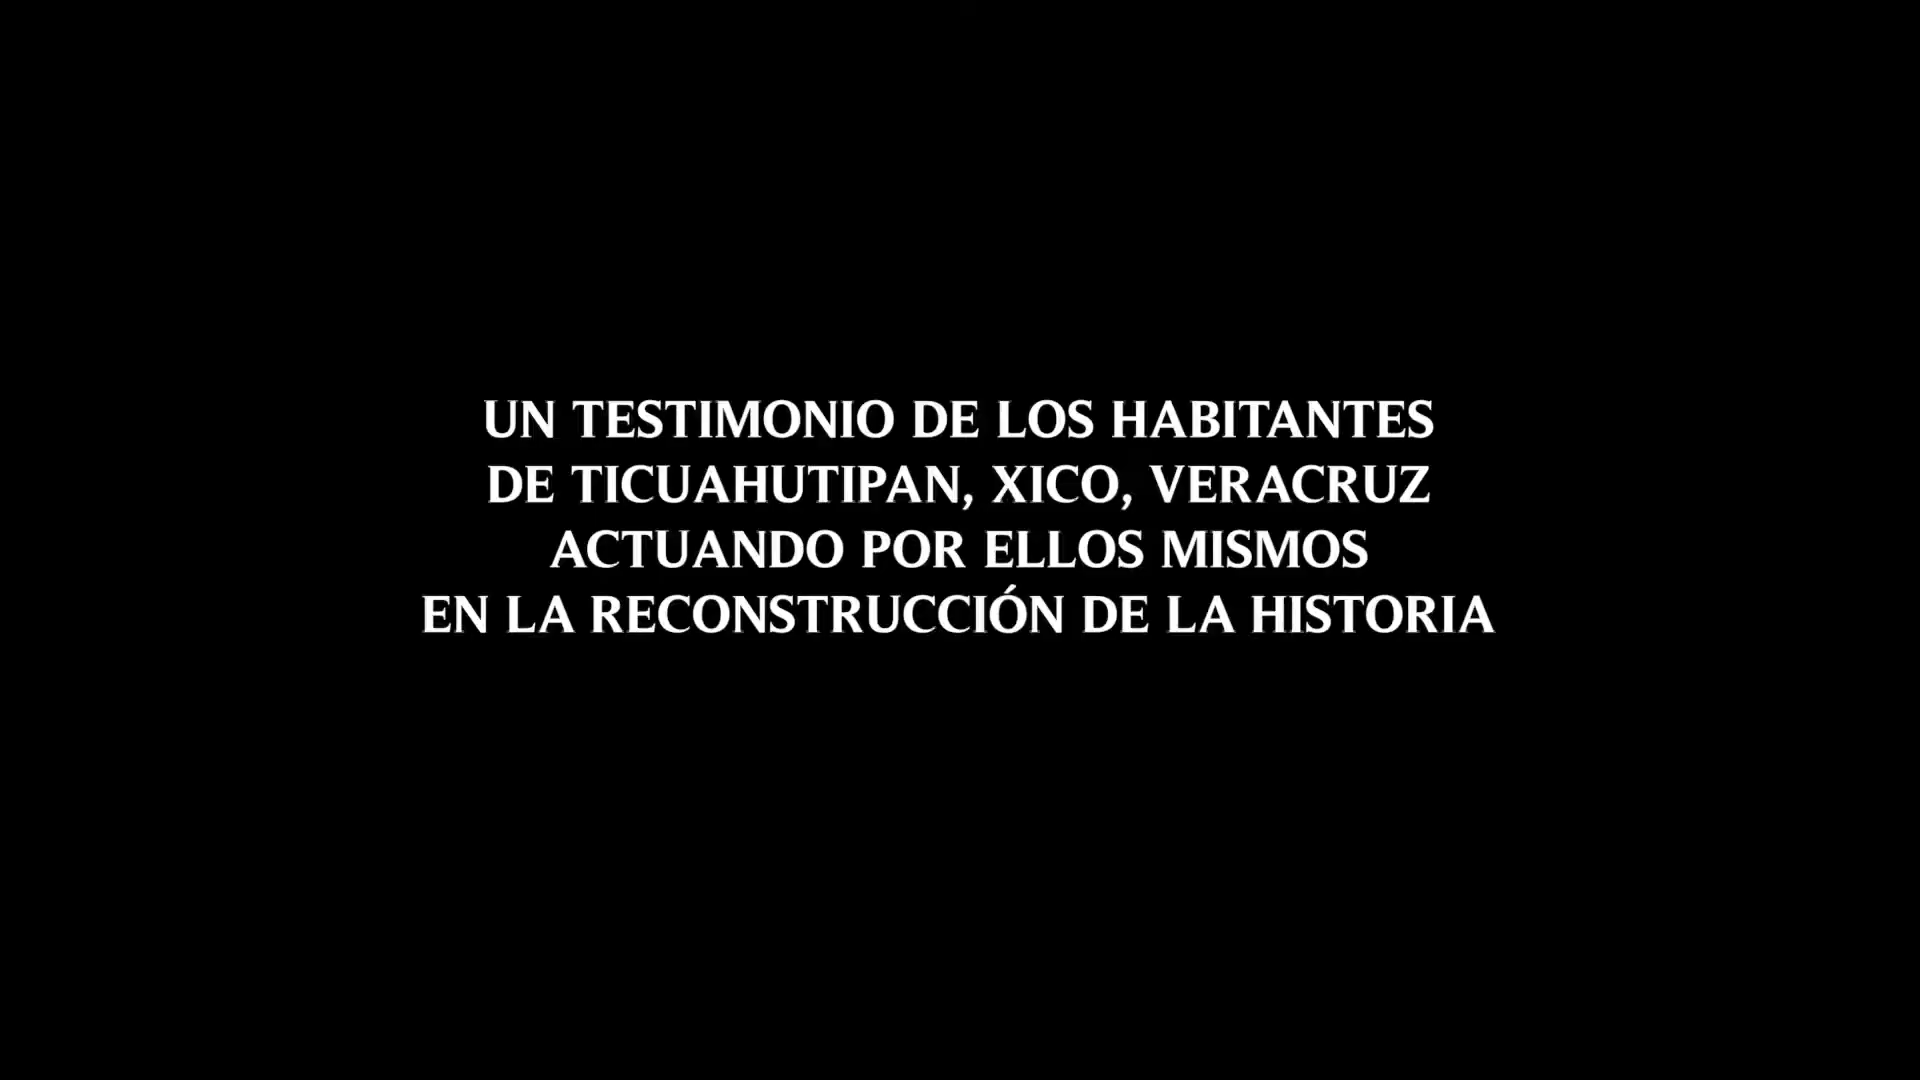 UN TESTIMONIO DE LOS HABITANTES
DE TICUAHUTIPAN, XICO, VERACRUZ
ACTUANDO POR ELLOS MISMOS
EN LA RECONSTRUCCIÓN DE LA HISTORIA